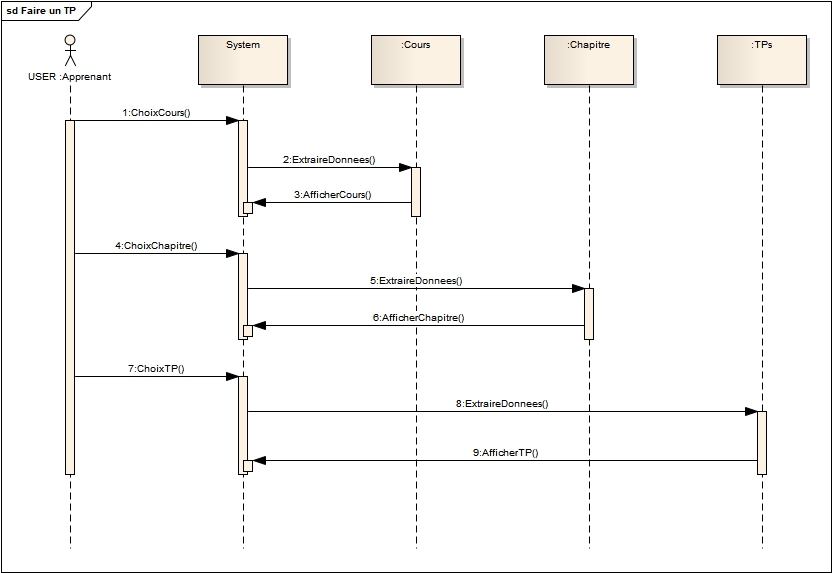 sd Faire un TP
System
:Cours
:Chapitre
:TPs
USER :Apprenant
1:ChoixCours()
2:ExtraireDonnees()
3:AfficherCours()
4:ChoixChapitre()
5:ExtraireDonnees()
6:AfficherChapitre()
7:ChoixTP()
8:ExtraireDonnees()
9:AfficherTP()